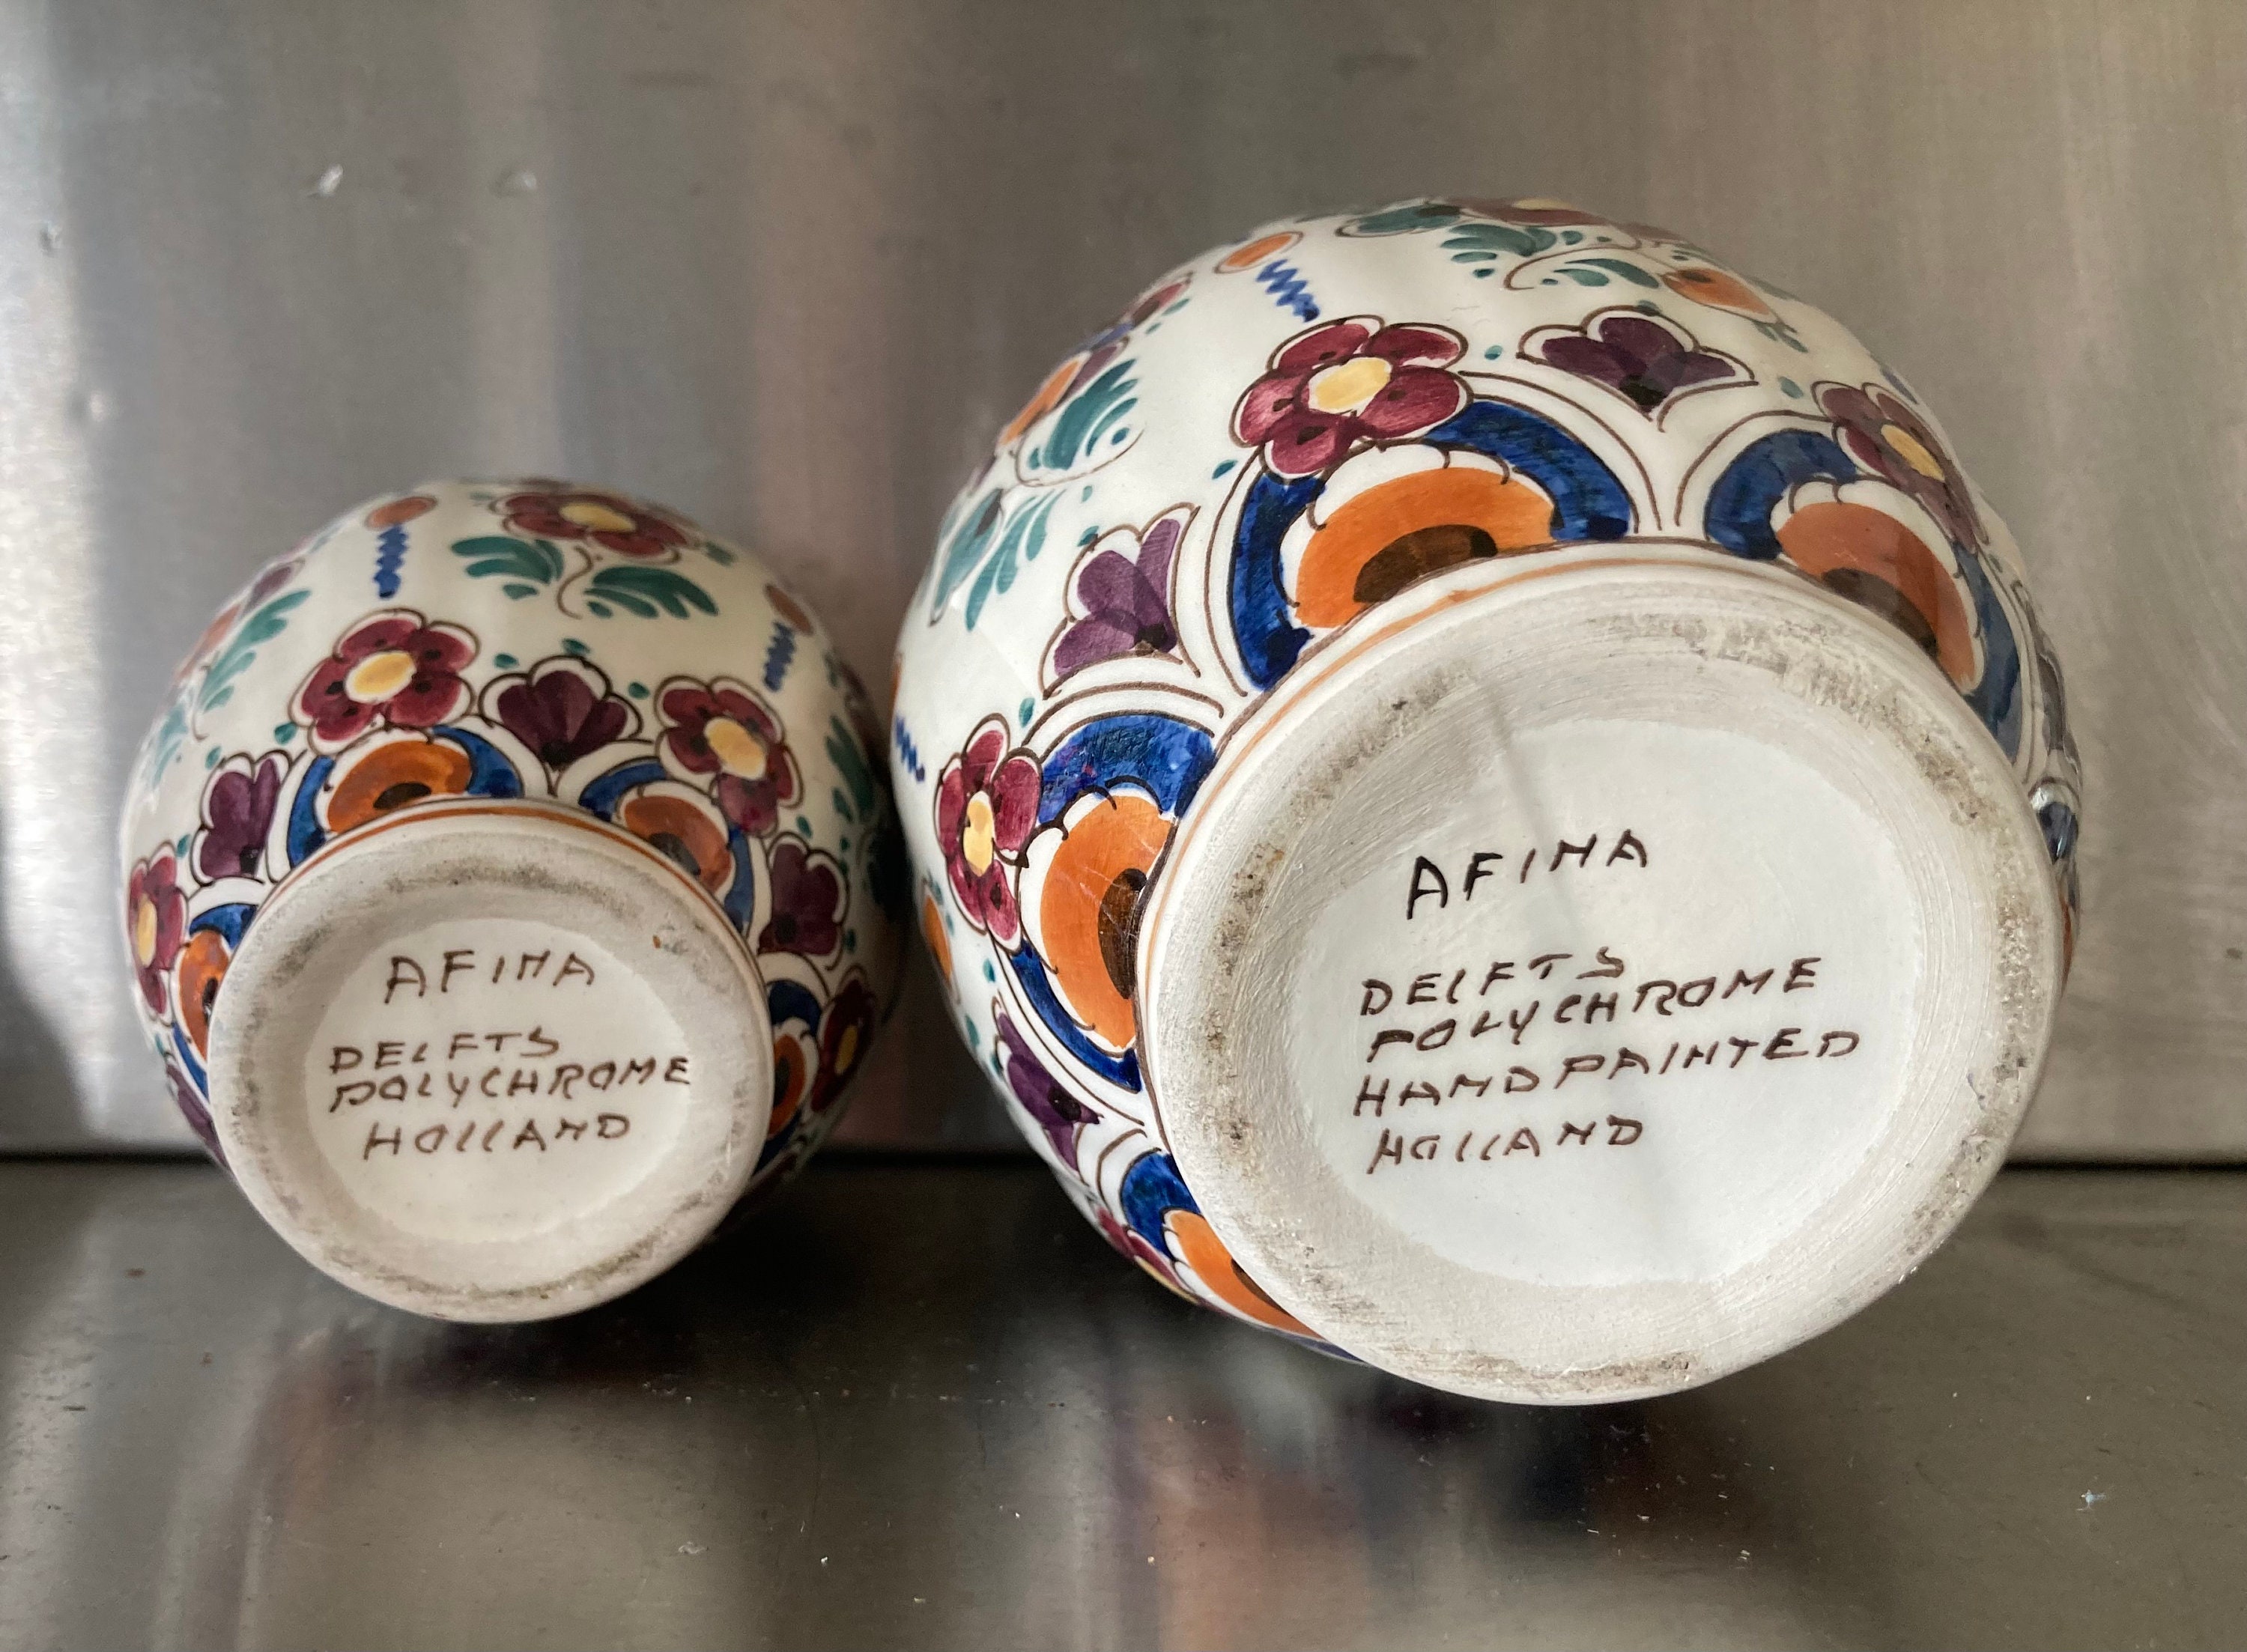 AFINA
DELFTS
POLYCHROME
HOLLAND
AFINA
DELFTS
POLYCHROME
HANDPAINTED
HOLLAND